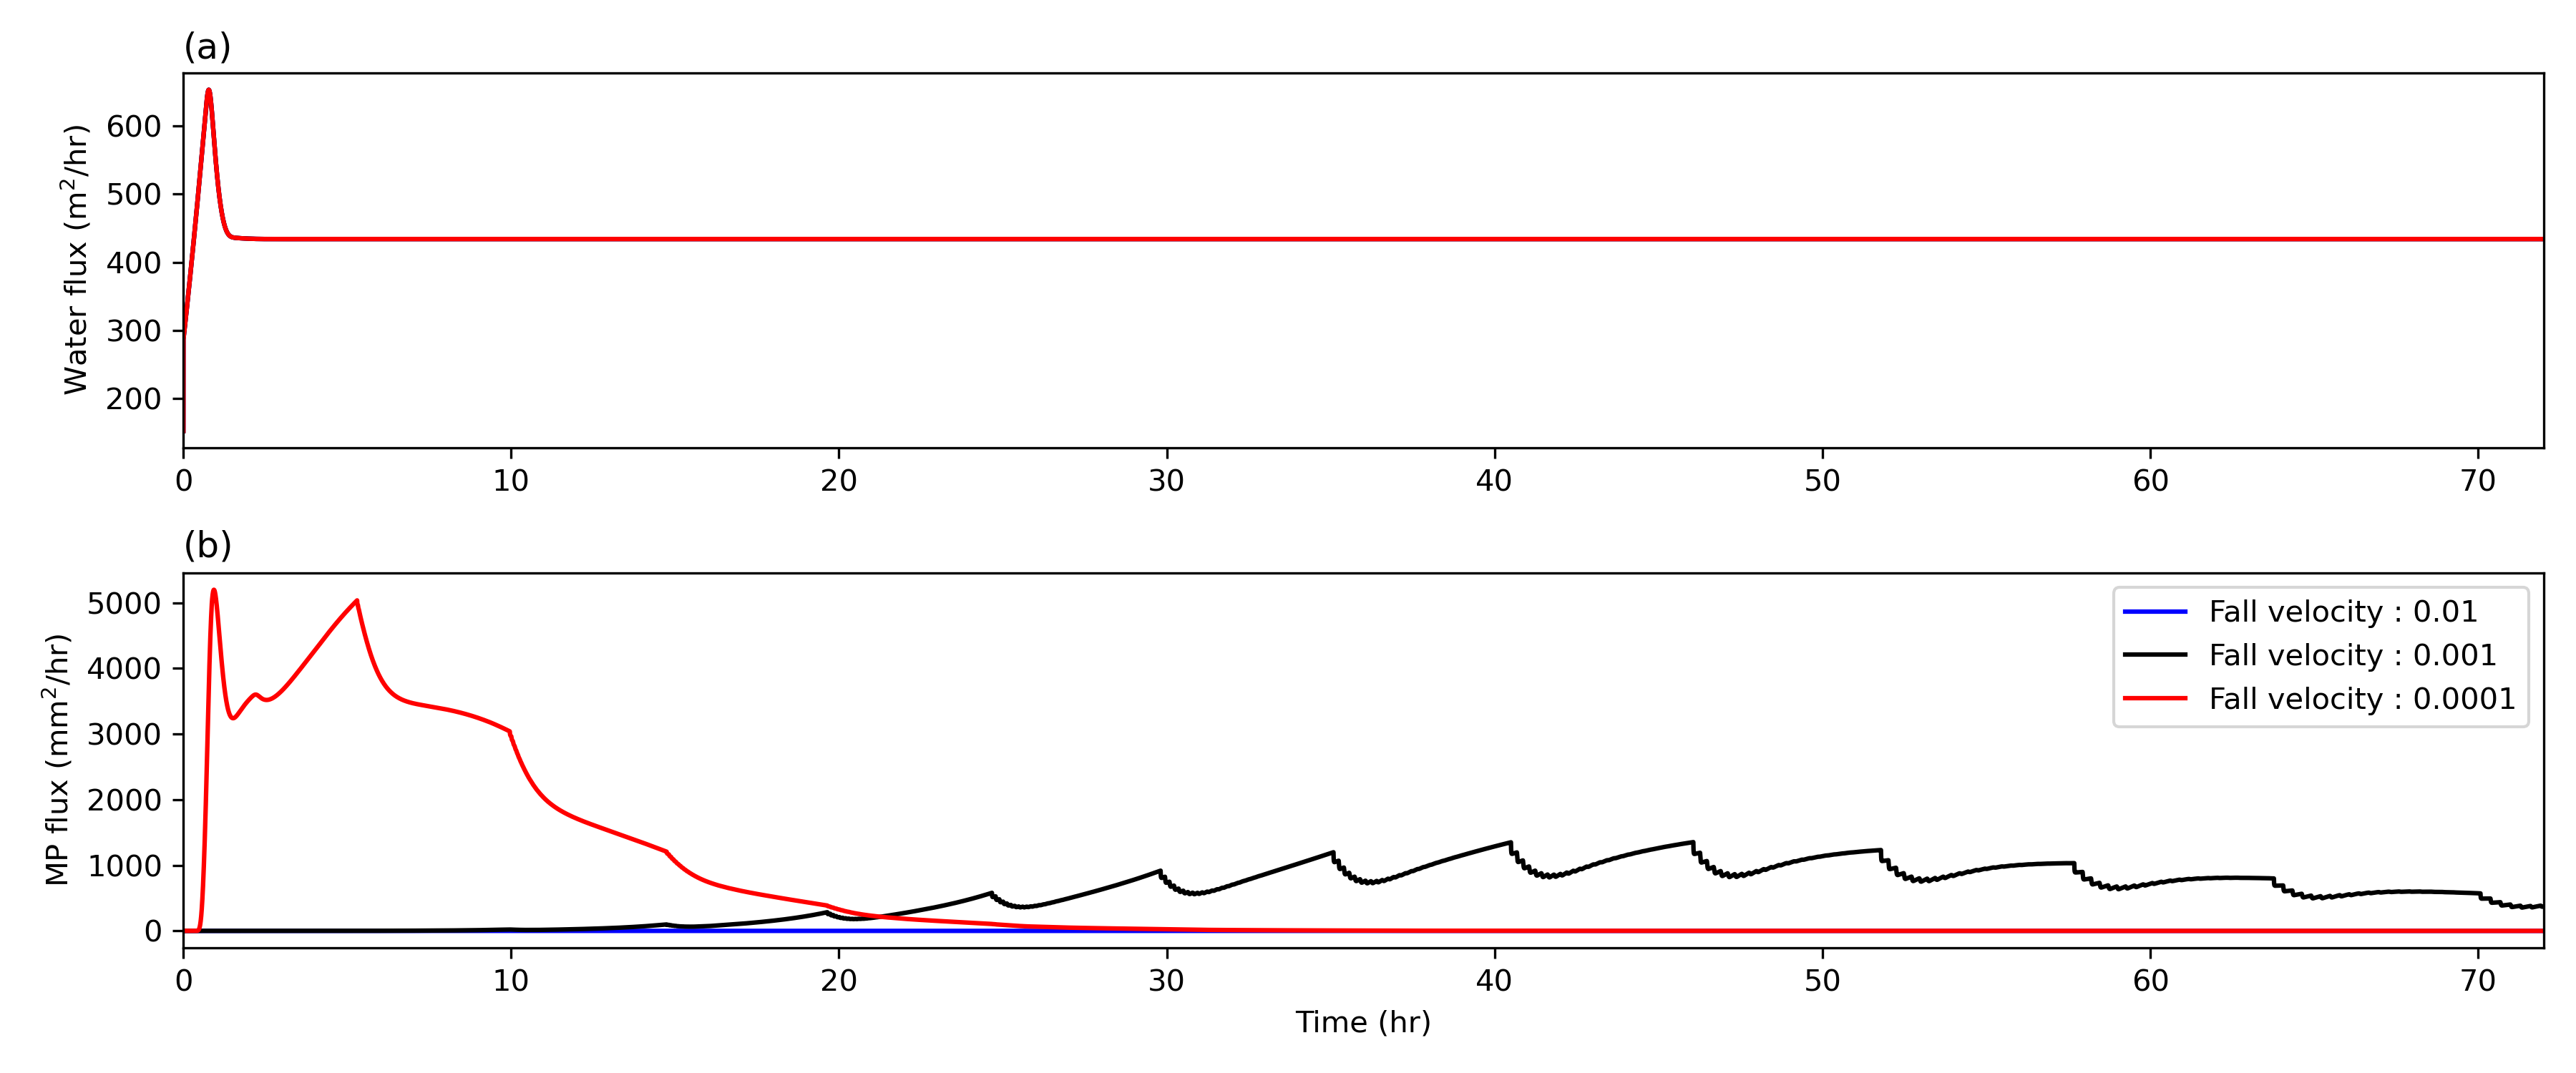 (a)
Water flux (m²/hr)
600
500
400
300
200
0 10 20 30 40 50 60 70
(b)
MP flux (mm²/hr)
5000
4000
3000
2000
1000
0
Fall velocity : 0.01
Fall velocity : 0.001
Fall velocity : 0.0001
0 10 20 30 40 50 60 70
Time (hr)